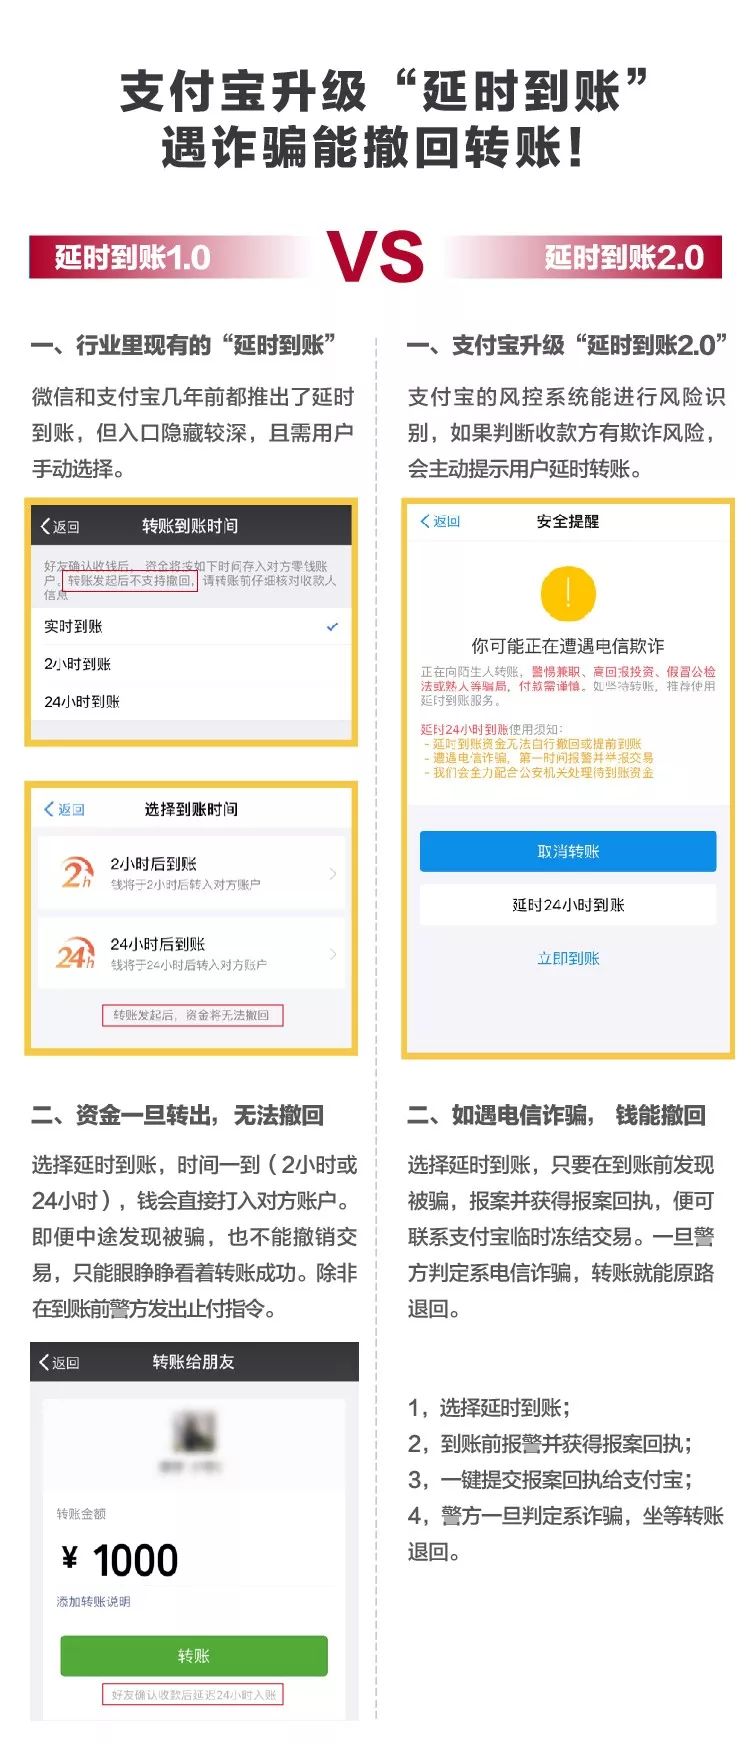 支付宝升级“延时到账”
遇诈骗能撤回转账！
延时到账1.0
VS
延时到账2.0
一、行业里现有的“延时到账”
微信和支付宝几年前都推出了延时
到账，但入口隐藏较深，且需用户
手动选择。
返回
转账到账时间
好友确认收钱后，资金将按如下时间存入对方零钱账
户。转账发起后不支持撤回，请转账前仔细核对收款人
信息
实时到账
2小时到账
24小时到账
返回
选择到账时间
2h
2小时后到账
钱将于2小时后转入对方账户
24h
24小时后到账
钱将于24小时后转入对方账户
转账发起后，资金将无法撤回
二、资金一旦转出，无法撤回
选择延时到账，时间一到（2小时或
24小时），钱会直接打入对方账户。
即便中途发现被骗，也不能撤销交
易，只能眼睁睁看着转账成功。除非
在到账前警方发出止付指令。
返回
转账给朋友
转账金额
¥ 1000
添加转账说明
转账
好友确认收款后延迟24小时入账
一、支付宝升级“延时到账2.0”
支付宝的风控系统能进行风险识
别，如果判断收款方有欺诈风险，
会主动提示用户延时转账。
返回
安全提醒
你可能正在遭遇电信欺诈
正在向陌生人转账，警惕兼职、高回报投资、假冒公检
法或熟人等骗局，付款需谨慎。如坚持转账，推荐使用
延时到账服务。
延时24小时到账使用须知：
- 延时到账资金无法自行撤回或提前到账
- 遭遇电信诈骗，第一时间报警并举报交易
- 我们会全力配合公安机关处理待到账资金
取消转账
延时24小时到账
立即到账
二、如遇电信诈骗， 钱能撤回
选择延时到账，只要在到账前发现
被骗，报案并获得报案回执，便可
联系支付宝临时冻结交易。一旦警
方判定系电信诈骗，转账就能原路
退回。
1，选择延时到账；
2，到账前报警并获得报案回执；
3，一键提交报案回执给支付宝；
4，警方一旦判定系诈骗，坐等转账
退回。